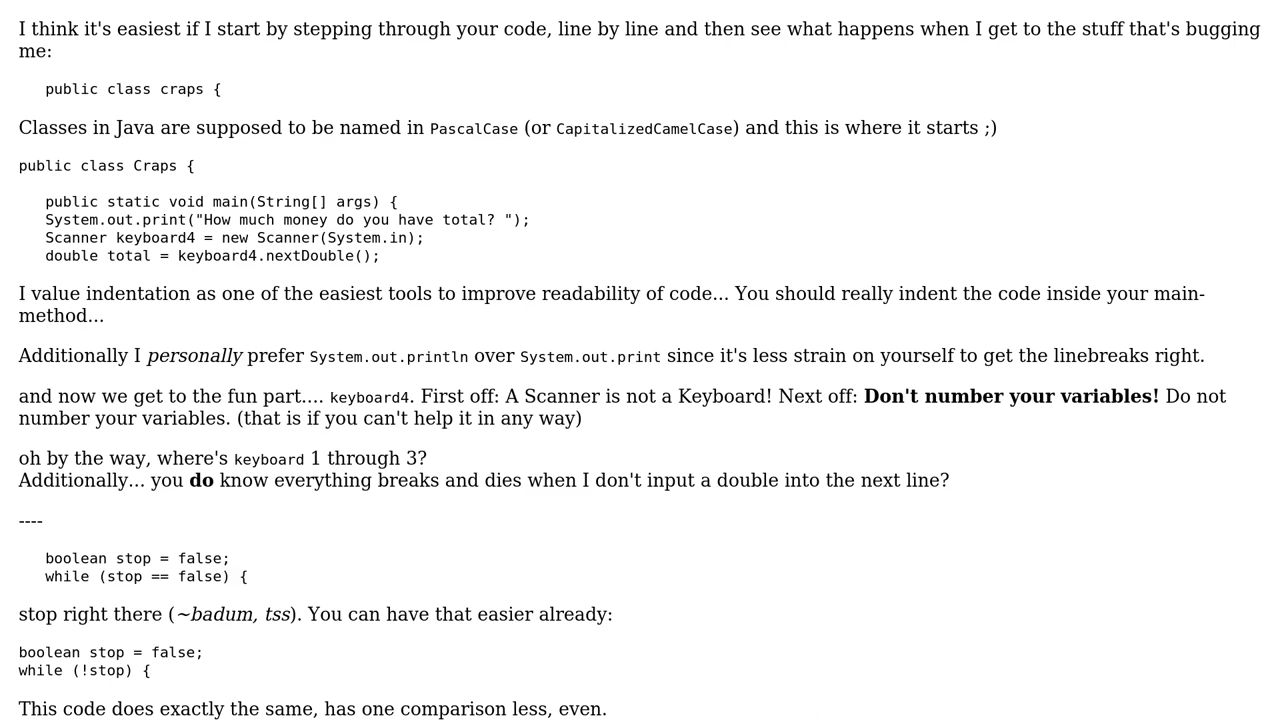 I think it's easiest if I start by stepping through your code, line by line and then see what happens when I get to the stuff that's bugging
me:
public class craps {
Classes in Java are supposed to be named in PascalCase (or CapitalizedCamelCase) and this is where it starts ;)
public class Craps {
public static void main(String[] args) {
System.out.print("How much money do you have total? ");
Scanner keyboard4 = new Scanner(System.in);
double total = keyboard4.nextDouble();
I value indentation as one of the easiest tools to improve readability of code... You should really indent the code inside your main-
method...
Additionally I personally prefer System.out.println over System.out.print since it's less strain on yourself to get the linebreaks right.
and now we get to the fun part.... keyboard4. First off: A Scanner is not a Keyboard! Next off: Don't number your variables! Do not
number your variables. (that is if you can't help it in any way)
oh by the way, where's keyboard 1 through 3?
Additionally... you do know everything breaks and dies when I don't input a double into the next line?
----
boolean stop = false;
while (stop == false) {
stop right there (~badum, tss). You can have that easier already:
boolean stop = false;
while (!stop) {
This code does exactly the same, has one comparison less, even.